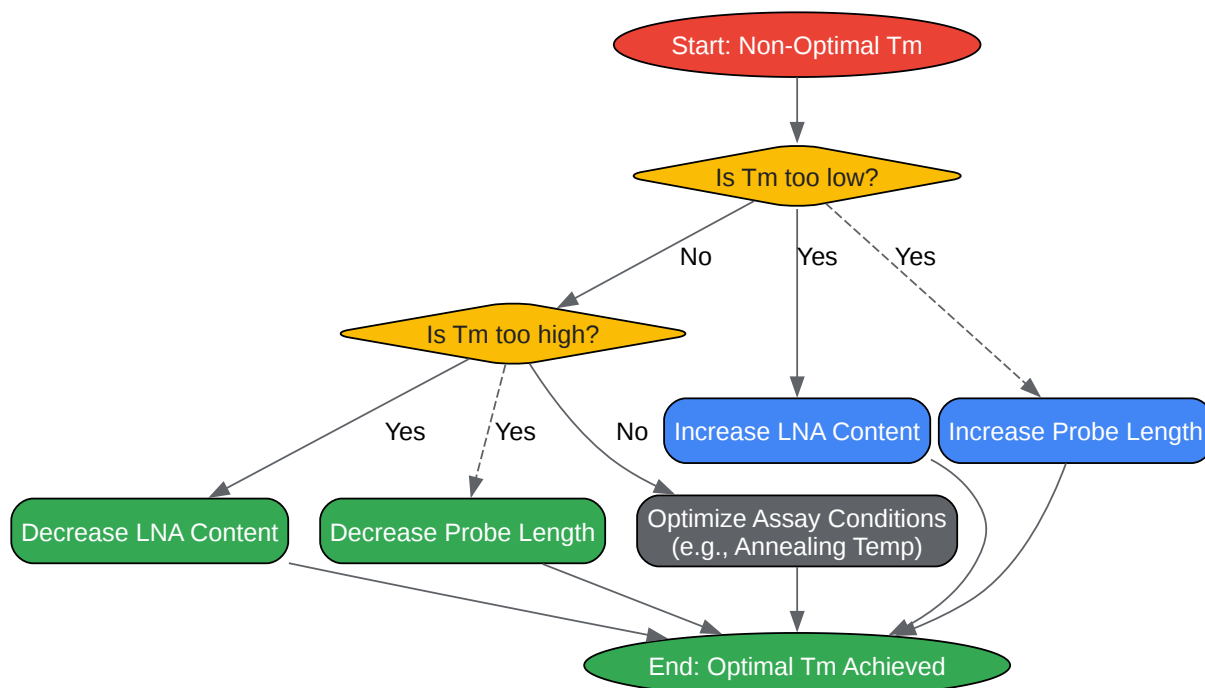 Start: Non-Optimal Tm
Is Tm too low?
No
Yes
Yes
Is Tm too high?
Yes
Yes
No
Increase LNA Content
Increase Probe Length
Decrease LNA Content
Decrease Probe Length
Optimize Assay Conditions
(e.g., Annealing Temp)
End: Optimal Tm Achieved